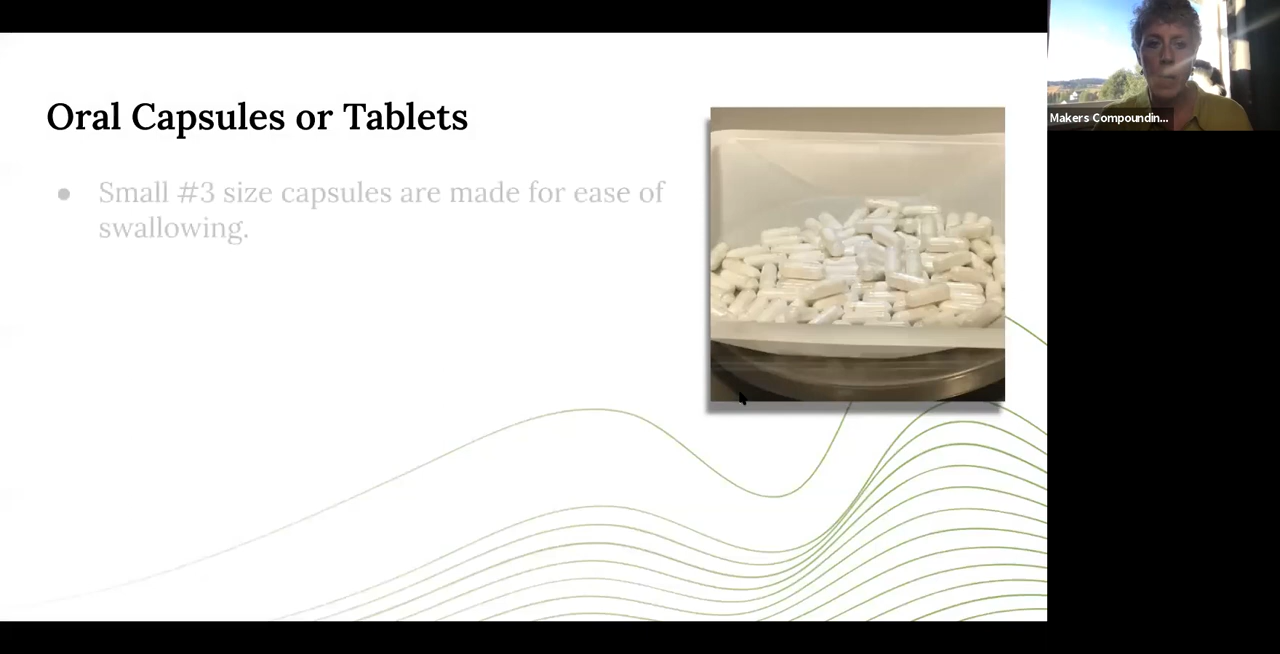 Oral Capsules or Tablets
Small #3 size capsules are made for ease of
swallowing.
Makers Compoundin...